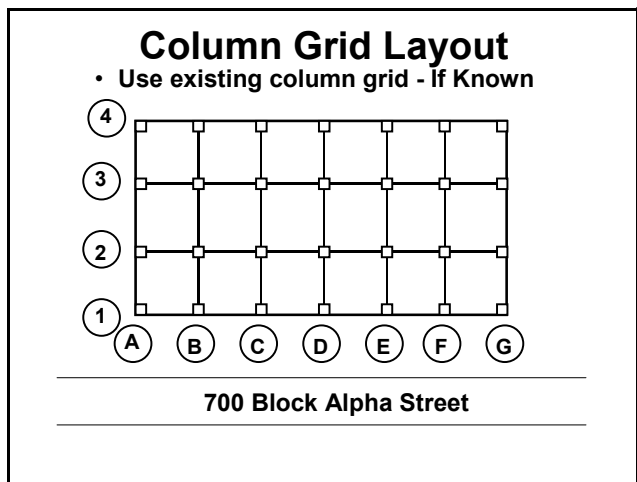 Column Grid Layout
• Use existing column grid - If Known
4
3
2
1
A B C D E F G
700 Block Alpha Street